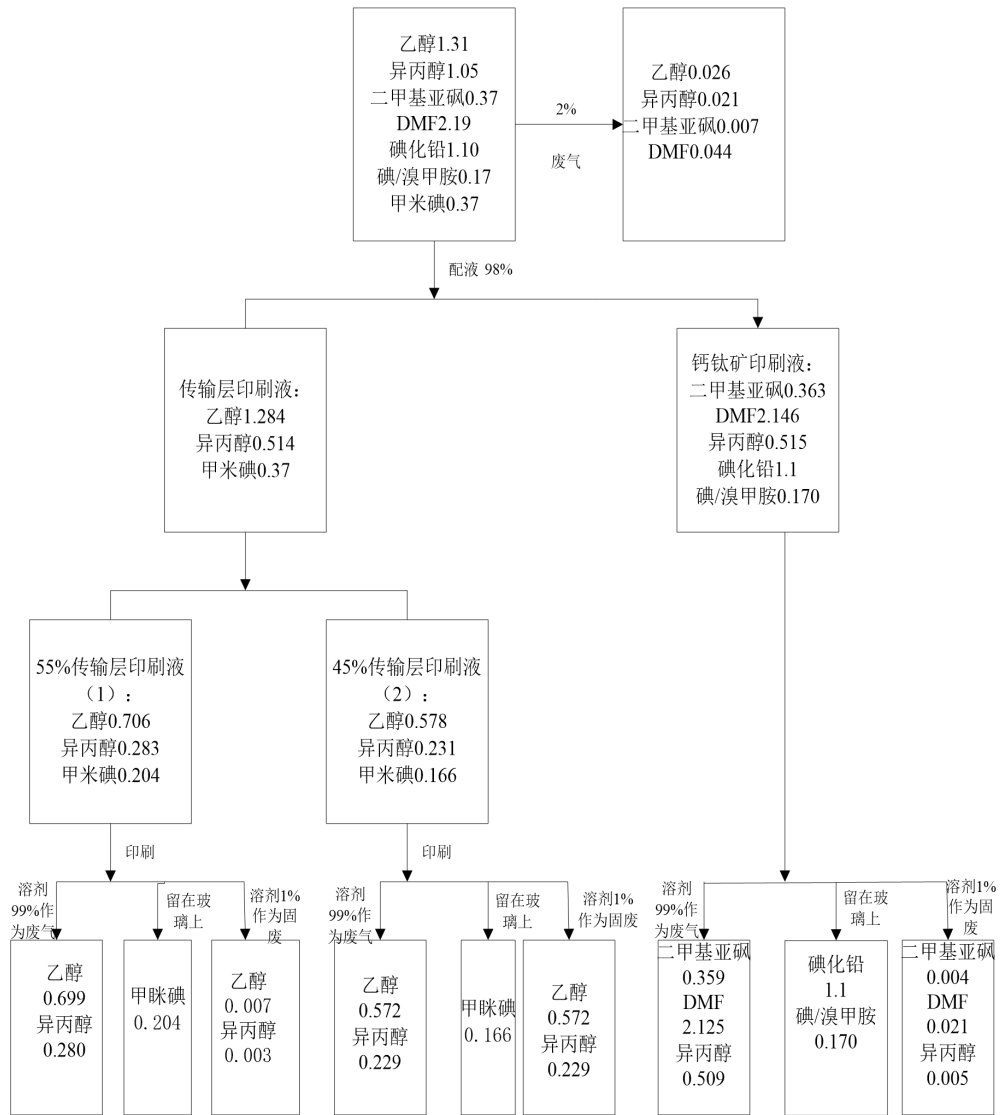 乙醇1.31
异丙醇1.05
二甲基亚砜0.37
DMF2.19
碘化铅1.10
碘/溴甲胺0.17
甲米碘0.37
2%
废气
乙醇0.026
异丙醇0.021
二甲基亚砜0.007
DMF0.044
配液 98%
传输层印刷液：
乙醇1.284
异丙醇0.514
甲米碘0.37
钙钛矿印刷液：
二甲基亚砜0.363
DMF2.146
异丙醇0.515
碘化铅1.1
碘/溴甲胺0.170
55%传输层印刷液
（1）：
乙醇0.706
异丙醇0.283
甲米碘0.204
45%传输层印刷液
（2）：
乙醇0.578
异丙醇0.231
甲米碘0.166
印刷
印刷
溶剂
99%作
为废气
留在玻
璃上
溶剂1%
作为固
废
溶剂
99%作
为废气
留在玻
璃上
溶剂1%
作为固废
溶剂
99%作
为废气
留在玻
璃上
溶剂1%
作为固
废
乙醇
0.699
异丙醇
0.280
甲眯碘
0.204
乙醇
0.007
异丙醇
0.003
乙醇
0.572
异丙醇
0.229
甲眯碘
0.166
乙醇
0.572
异丙醇
0.229
二甲基亚砜
0.359
DMF
2.125
异丙醇
0.509
碘化铅
1.1
碘/溴甲胺
0.170
二甲基亚砜
0.004
DMF
0.021
异丙醇
0.005